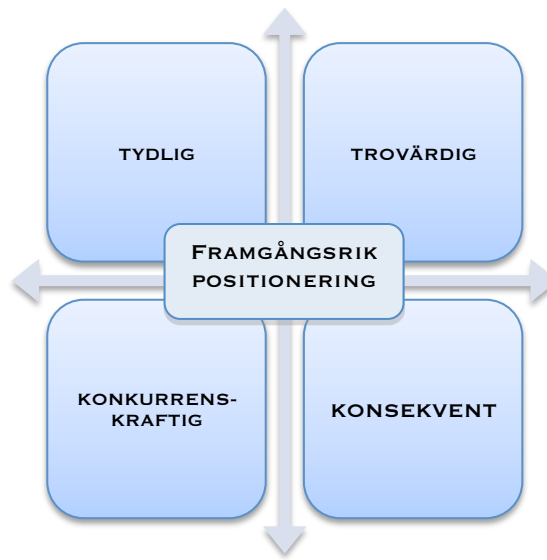 TYDLIG
TROVÄRDIG
FRAMGÅNGSRIK
POSITIONERING
KONKURRENS-
KRAFTIG
KONSEKVENT